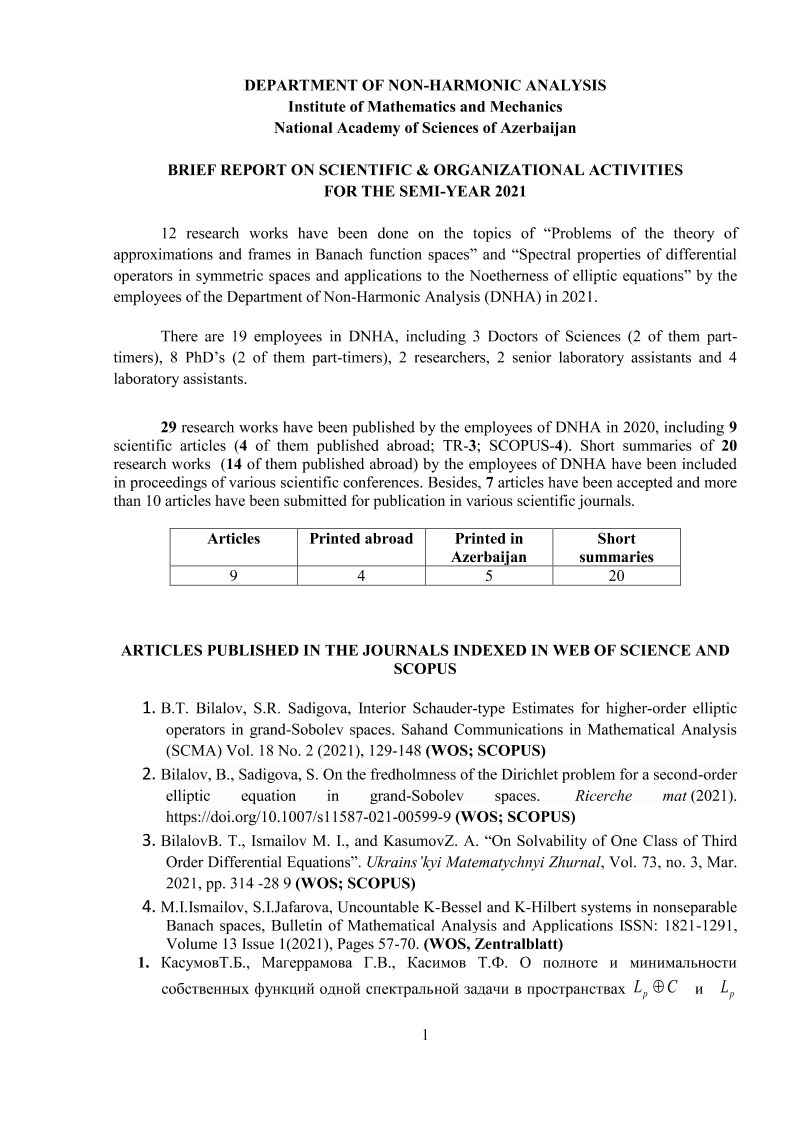 DEPARTMENT OF NON-HARMONIC ANALYSIS
Institute of Mathematics and Mechanics
National Academy of Sciences of Azerbaijan
BRIEF REPORT ON SCIENTIFIC & ORGANIZATIONAL ACTIVITIES
FOR THE SEMI-YEAR 2021
12 research works have been done on the topics of “Problems of the theory of
approximations and frames in Banach function spaces” and “Spectral properties of differential
operators in symmetric spaces and applications to the Noetherness of elliptic equations” by the
employees of the Department of Non-Harmonic Analysis (DNHA) in 2021.
There are 19 employees in DNHA, including 3 Doctors of Sciences (2 of them part-
timers), 8 PhD’s (2 of them part-timers), 2 researchers, 2 senior laboratory assistants and 4
laboratory assistants.
29 research works have been published by the employees of DNHA in 2020, including 9
scientific articles (4 of them published abroad; TR-3; SCOPUS-4). Short summaries of 20
research works (14 of them published abroad) by the employees of DNHA have been included
in proceedings of various scientific conferences. Besides, 7 articles have been accepted and more
than 10 articles have been submitted for publication in various scientific journals.
Articles Printed abroad Printed in Azerbaijan Short summaries
9 4 5 20
ARTICLES PUBLISHED IN THE JOURNALS INDEXED IN WEB OF SCIENCE AND
SCOPUS
1. B.T. Bilalov, S.R. Sadigova, Interior Schauder-type Estimates for higher-order elliptic
operators in grand-Sobolev spaces. Sahand Communications in Mathematical Analysis
(SCMA) Vol. 18 No. 2 (2021), 129-148 (WOS; SCOPUS)
2. Bilalov, B., Sadigova, S. On the fredholmness of the Dirichlet problem for a second-order
elliptic equation in grand-Sobolev spaces. Ricerche mat (2021).
https://doi.org/10.1007/s11587-021-00599-9 (WOS; SCOPUS)
3. BilalovB. T., Ismailov M. I., and KasumovZ. A. “On Solvability of One Class of Third
Order Differential Equations”. Ukrains’kyi Matematychnyi Zhurnal, Vol. 73, no. 3, Mar.
2021, pp. 314 -28 9 (WOS; SCOPUS)
4. M.I.Ismailov, S.I.Jafarova, Uncountable K-Bessel and K-Hilbert systems in nonseparable
Banach spaces, Bulletin of Mathematical Analysis and Applications ISSN: 1821-1291,
Volume 13 Issue 1(2021), Pages 57-70. (WOS, Zentralblatt)
1. КасумовТ.Б., Магеррамова Г.В., Касимов Т.Ф. О полноте и минимальности
собственных функций одной спектральной задачи в пространствах L_p ⊕ C и L_p
1